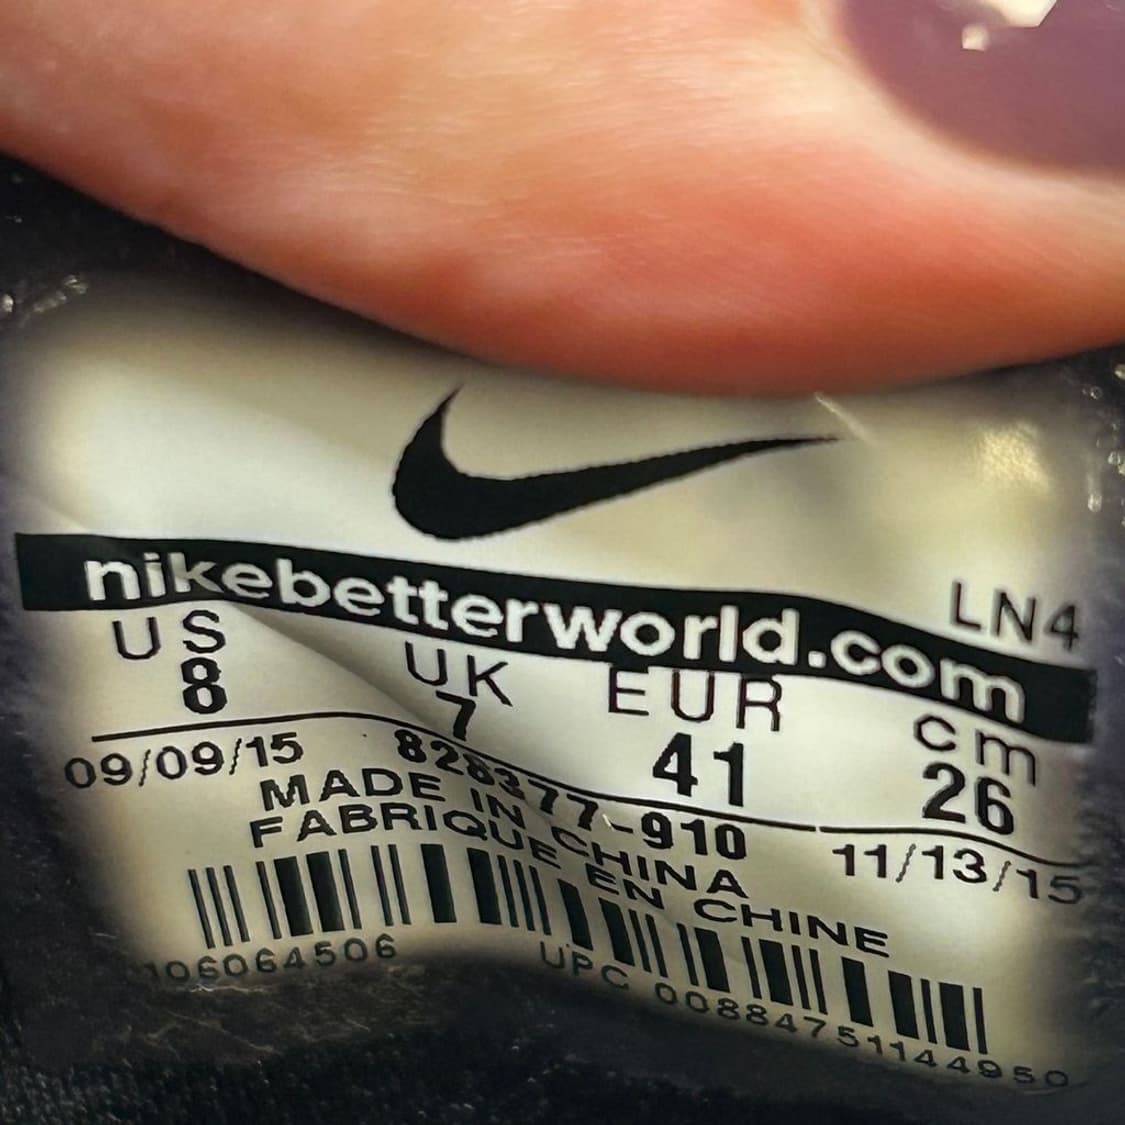 nikebetterworld.com
LN4
US UK EUR cm
8 7 41 26
09/09/15 828377-910 11/13/15
MADE IN CHINA
FABRIQUE EN CHINE
106064506 UPC 00884751144950